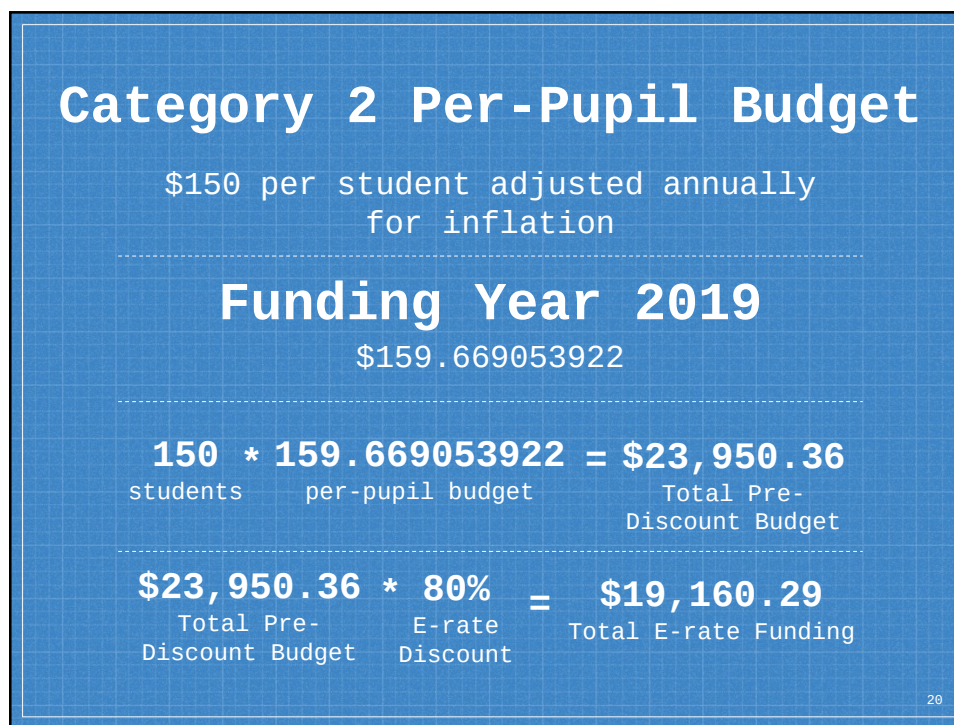 Category 2 Per-Pupil Budget
$150 per student adjusted annually
for inflation
Funding Year 2019
$159.669053922
150 * 159.669053922 = $23,950.36
students per-pupil budget Total Pre-
Discount Budget
$23,950.36 * 80% = $19,160.29
Total Pre- E-rate Total E-rate Funding
Discount Budget Discount
20